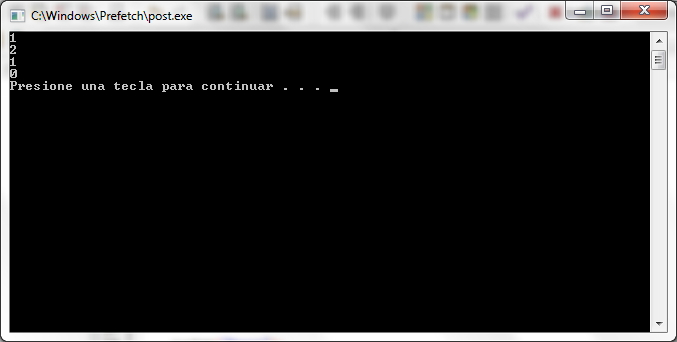 C:\Windows\Prefetch\post.exe
1
2
1
0
Presione una tecla para continuar . . . _